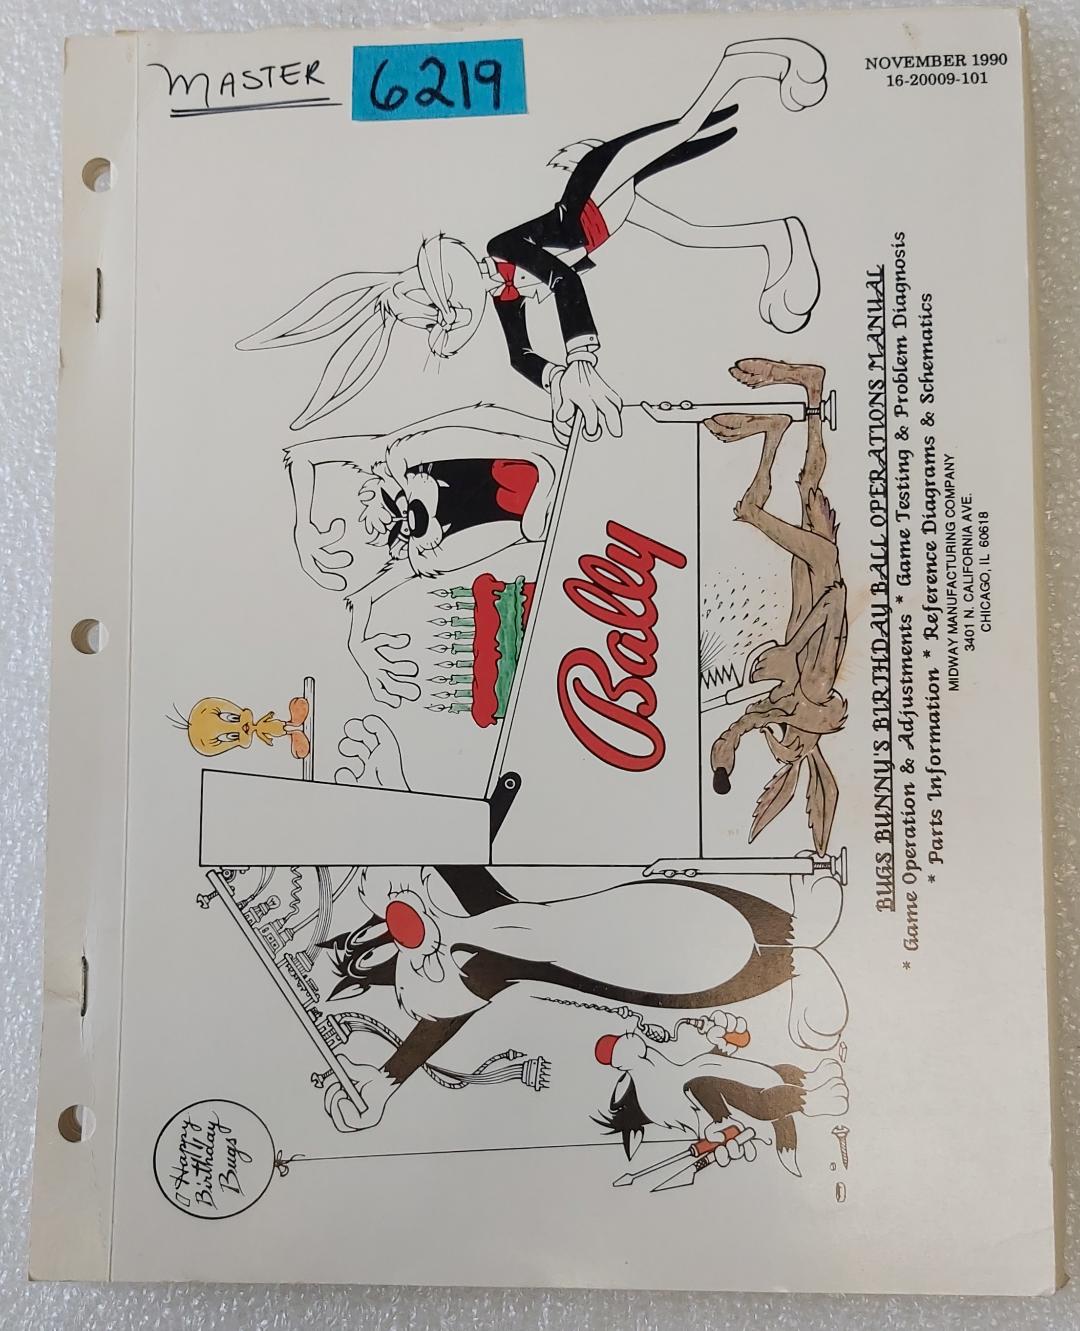 MASTER
6219
NOVEMBER 1990
16-20009-101
Bally
Happy
Birthday
Bugs
BUGS BUNNY'S BIRTHDAY BALL OPERATIONS MANUAL
* Game Operation & Adjustments * Game Testing & Problem Diagnosis
* Parts Information * Reference Diagrams & Schematics
MIDWAY MANUFACTURING COMPANY
3401 N. CALIFORNIA AVE.
CHICAGO, IL 60618